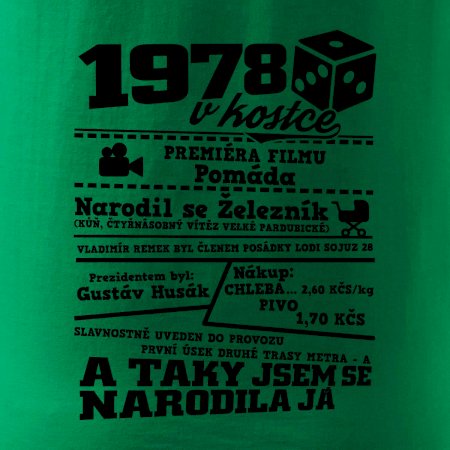 1978
v kostce
PREMIÉRA FILMU
Pomáda
Narodil se Železník
(KŮŇ, ČTYŘNÁSOBNÝ VÍTĚZ VELKÉ PARDUBICKÉ)
VLADIMÍR REMEK BYL ČLENEM POSÁDKY LODI SOJUZ 28
Prezidentem byl:
Gustáv Husák
Nákup:
CHLEBA... 2,60 KČS/kg
PIVO
1,70 KČS
SLAVNOSTNĚ UVEDEN DO PROVOZU
PRVNÍ ÚSEK DRUHÉ TRASY METRA - A
A TAKY JSEM SE
NARODILA JÁ